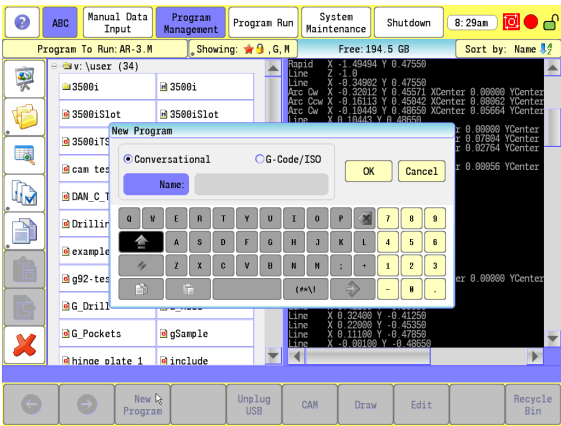 ABC
Manual Data
Input
Program
Management
Program Run
System
Maintenance
Shutdown
8:29am
Program To Run: AR-3.M
Showing: , G, M
Free: 194.5 GB
Sort by: Name
v: \user (34)
3500i
3500i
3500iSlot
3500iSlot
3500iTS
cam tes
DAN_C_T
Drillin
example
g92-tes
G_Drill
G_Pockets
gSample
hinge plate 1
include
Rapid X -1.49494 Y 0.47550
Line Z -1.0
Line X -0.34902 Y 0.47550
Arc Cw X -0.32012 Y 0.45571 XCenter 0.00000 YCenter
Arc Ccw X -0.16113 Y 0.45042 XCenter 0.08062 YCenter
Arc Cw X -0.10449 Y 0.48650 XCenter 0.05664 YCenter
Line X 0.10443 Y 0.48650
r 0.00000 YCenter
r 0.07804 YCenter
r 0.02764 YCenter
r 0.00056 YCenter
er 0.00000 YCenter
Line X 0.32400 Y -0.41250
Line X 0.22000 Y -0.45350
Line X 0.11100 Y -0.47850
Line X -0.00100 Y -0.48650
New Program
Conversational
G-Code/ISO
OK
Cancel
Name:
Q W E R T Y U I O P 7 8 9
A S D F G H J K L 4 5 6
Z X C V B N M ; + 1 2 3
(#*\! - 0 .
New
Program
Unplug
USB
CAM
Draw
Edit
Recycle
Bin